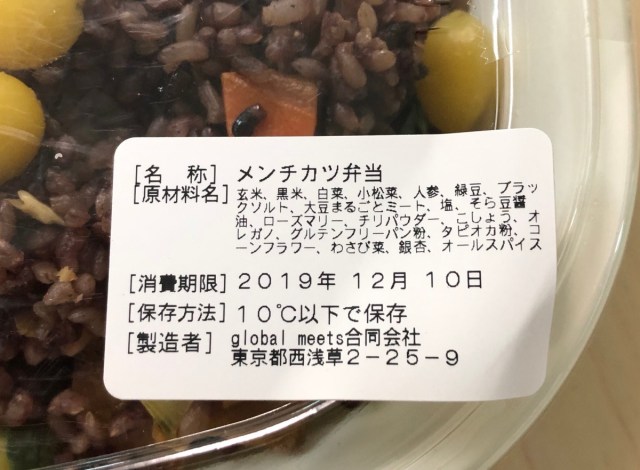 [名　称] メンチカツ弁当
[原材料名] 玄米、黒米、白菜、小松菜、人参、緑豆、ブラッ
クソルト、大豆まるごとミート、塩、そら豆醤
油、ローズマリー、チリパウダー、こしょう、オ
レガノ、グルテンフリーパン粉、タピオカ粉、コ
ーンフラワー、わさび菜、銀杏、オールスパイス
[消費期限] 2019年 12月 10日
[保存方法] 10℃以下で保存
[製造者] global meets合同会社
東京都西浅草2-25-9